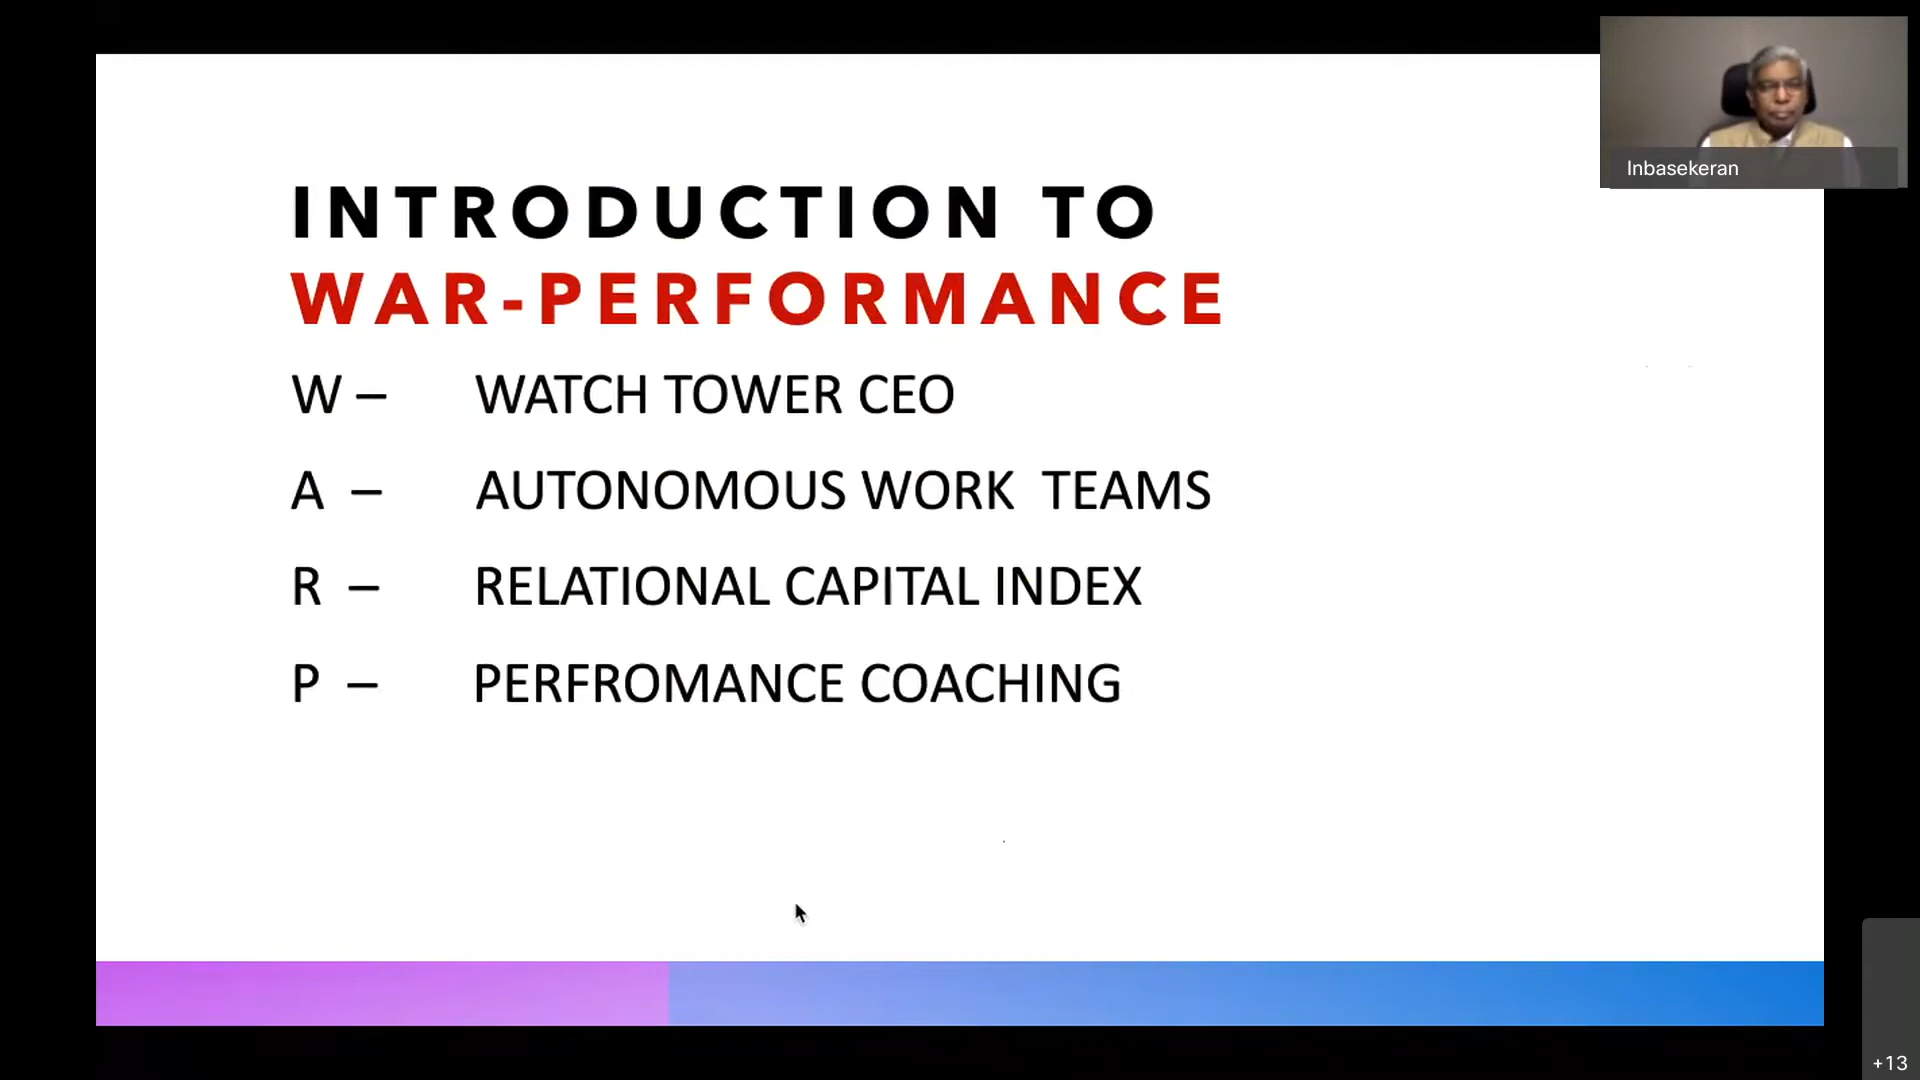 INTRODUCTION TO
WAR-PERFORMANCE
W – WATCH TOWER CEO
A – AUTONOMOUS WORK TEAMS
R – RELATIONAL CAPITAL INDEX
P – PERFROMANCE COACHING
Inbasekeran
+13